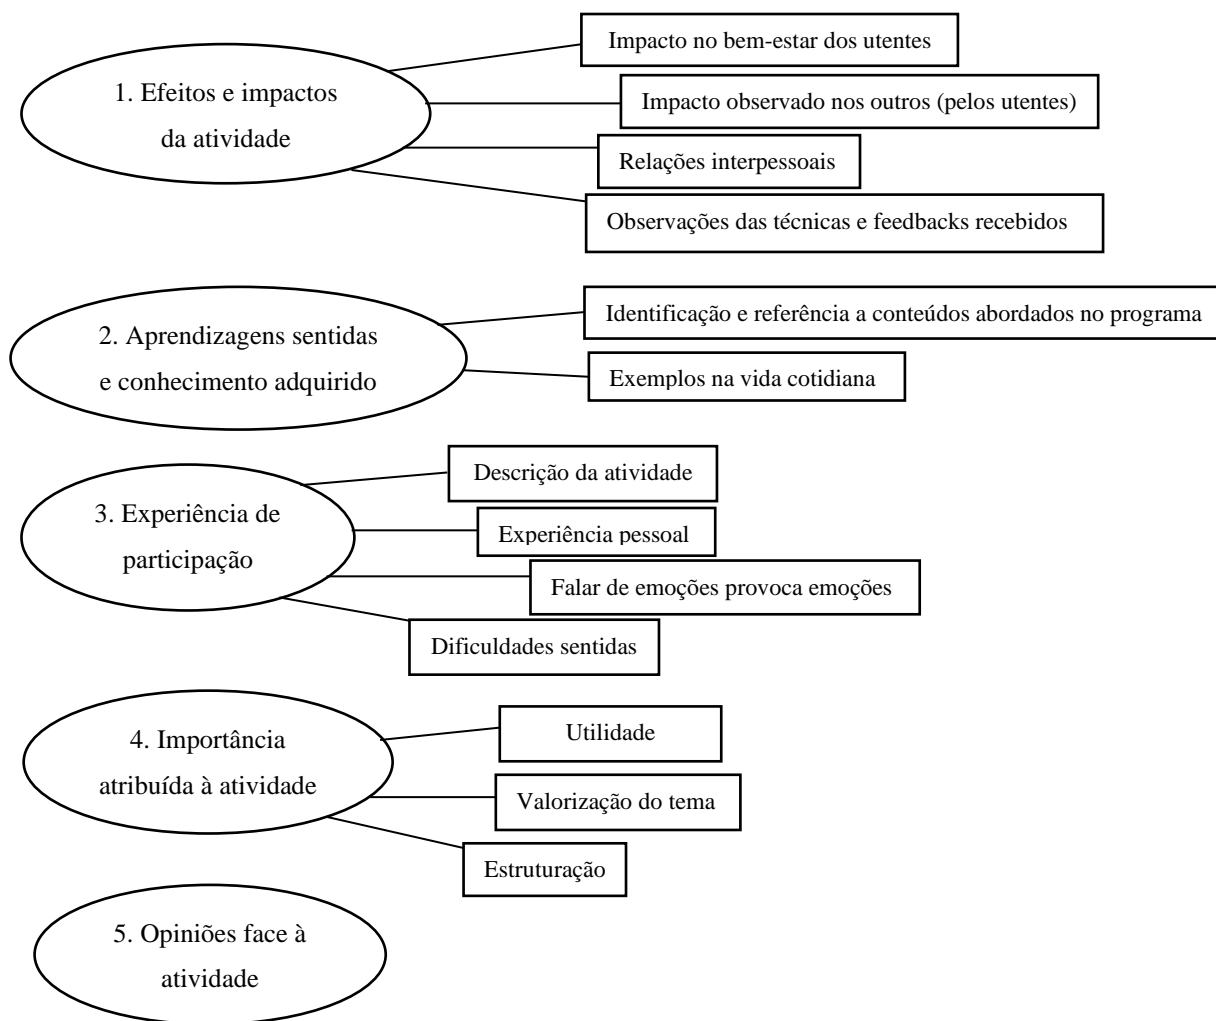 1. Efeitos e impactos
da atividade
Impacto no bem-estar dos utentes
Impacto observado nos outros (pelos utentes)
Relações interpessoais
Observações das técnicas e feedbacks recebidos
2. Aprendizagens sentidas
e conhecimento adquirido
Identificação e referência a conteúdos abordados no programa
Exemplos na vida cotidiana
3. Experiência de
participação
Descrição da atividade
Experiência pessoal
Falar de emoções provoca emoções
Dificuldades sentidas
4. Importância
atribuída à atividade
Utilidade
Valorização do tema
Estruturação
5. Opiniões face à
atividade